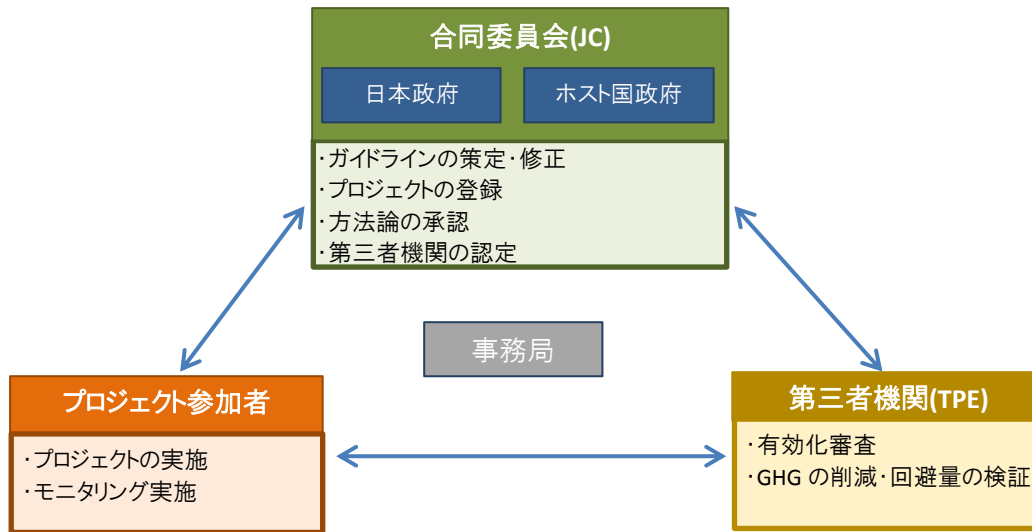 合同委員会(JC)
日本政府
ホスト国政府
･ガイドラインの策定･修正
･プロジェクトの登録
･方法論の承認
･第三者機関の認定
事務局
プロジェクト参加者
･プロジェクトの実施
･モニタリング実施
第三者機関(TPE)
･有効化審査
･GHG の削減･回避量の検証